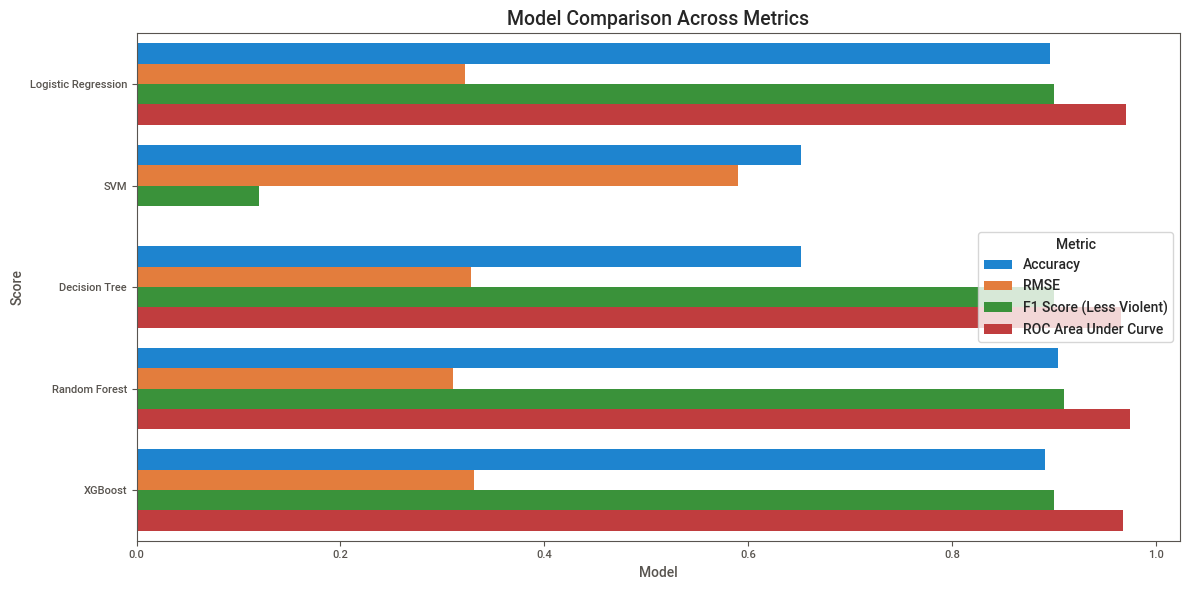 Model Comparison Across Metrics
Score
Logistic Regression
SVM
Decision Tree
Random Forest
XGBoost
Metric
Accuracy
RMSE
F1 Score (Less Violent)
ROC Area Under Curve
0.0 0.2 0.4 0.6 0.8 1.0
Model